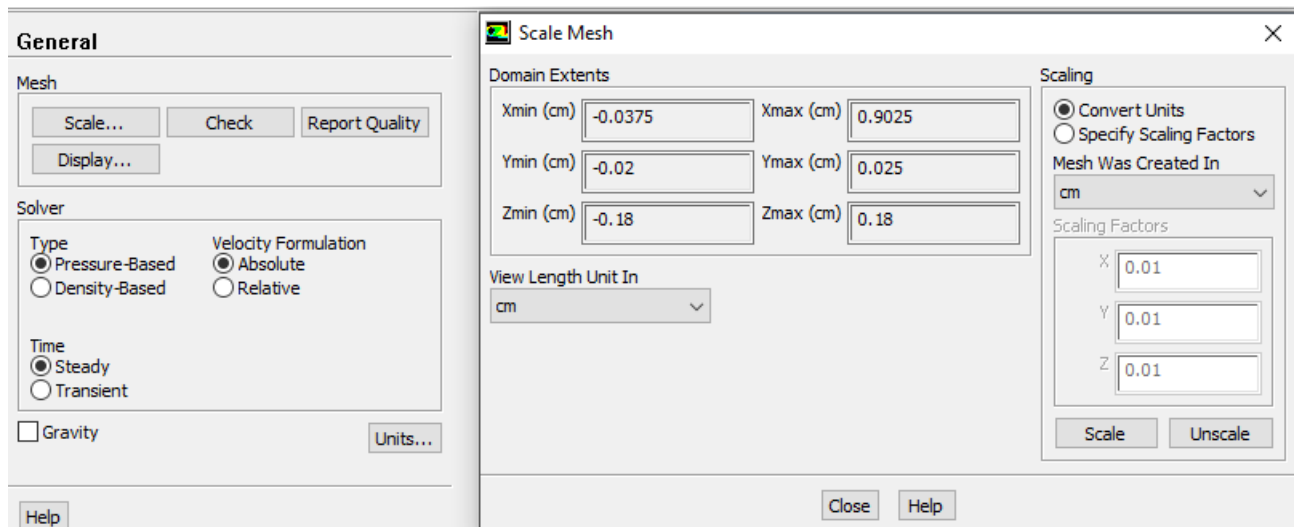 General
Mesh
Scale... Check Report Quality
Display...
Solver
Type Velocity Formulation
Pressure-Based Absolute
Density-Based Relative
Time
Steady
Transient
Gravity
Units...
Help
Scale Mesh
Domain Extents
Xmin (cm) -0.0375 Xmax (cm) 0.9025
Ymin (cm) -0.02 Ymax (cm) 0.025
Zmin (cm) -0.18 Zmax (cm) 0.18
View Length Unit In
cm
Scaling
Convert Units
Specify Scaling Factors
Mesh Was Created In
cm
Scaling Factors
X 0.01
Y 0.01
Z 0.01
Scale Unscale
Close Help